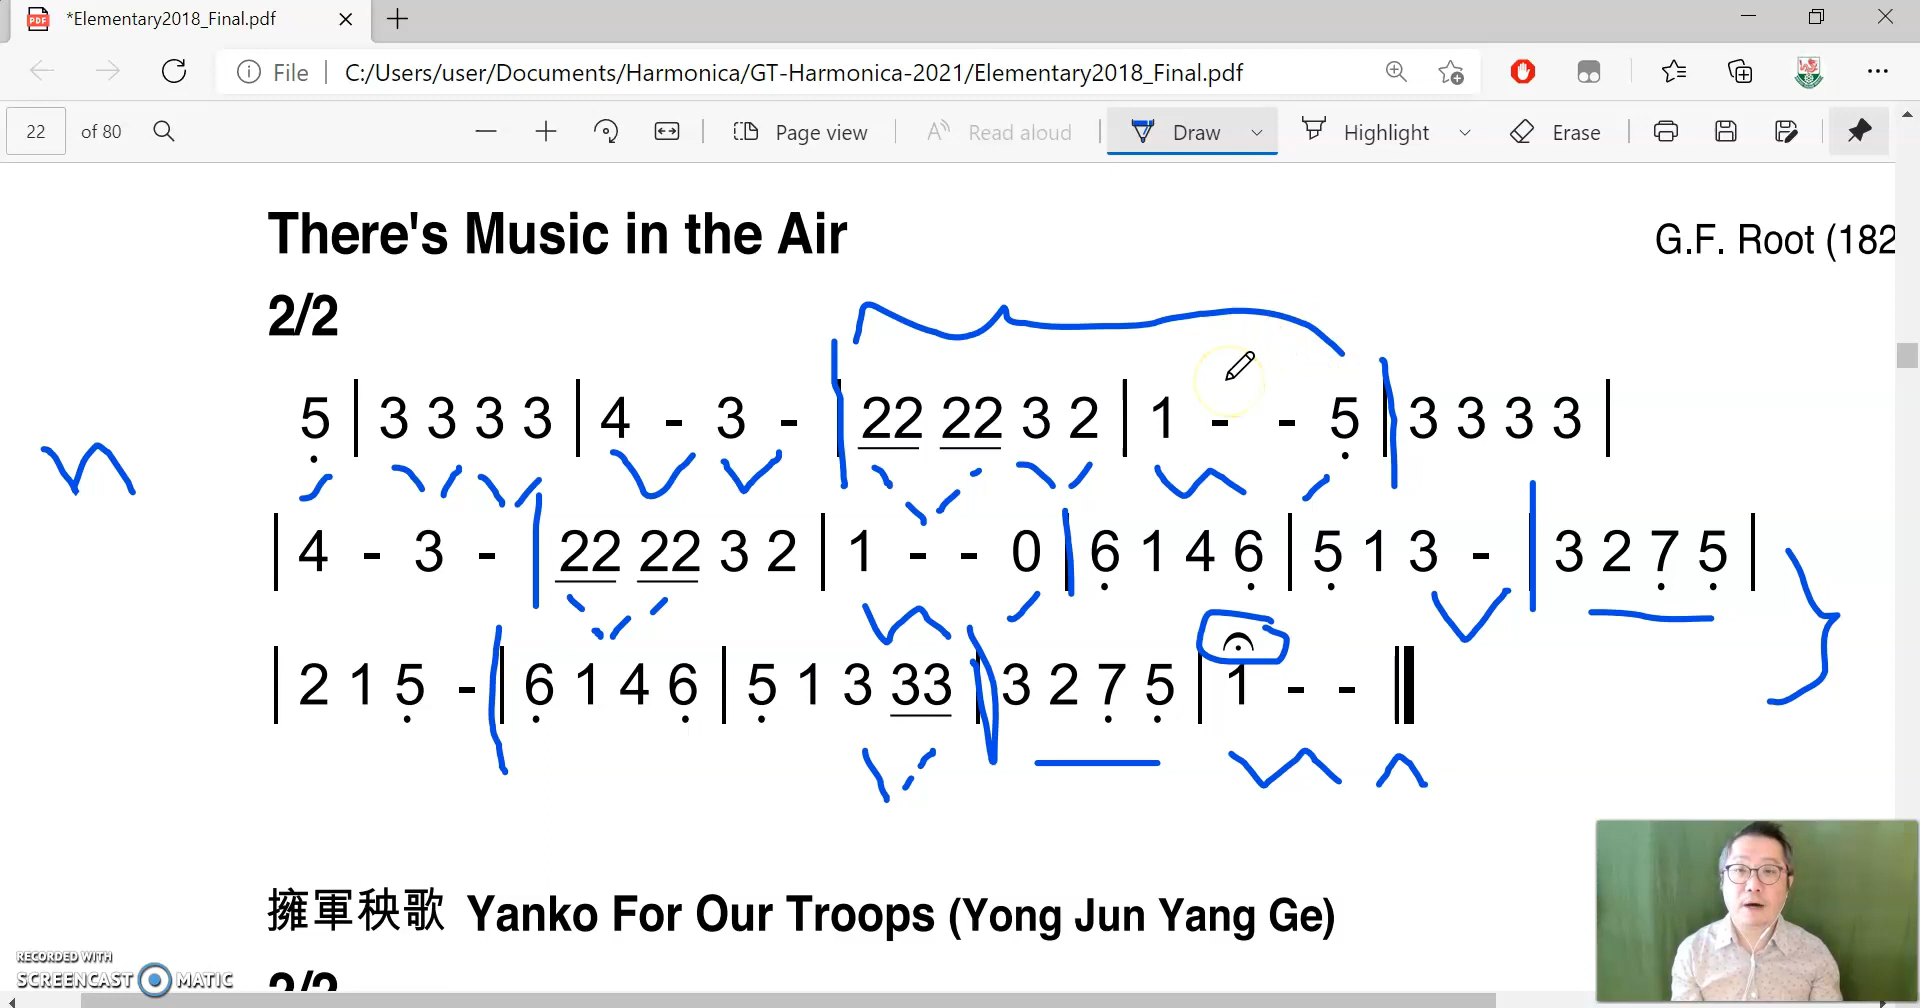 *Elementary2018_Final.pdf
File | C:/Users/user/Documents/Harmonica/GT-Harmonica-2021/Elementary2018_Final.pdf
22 of 80 Page view Read aloud Draw Highlight Erase
There's Music in the Air
G.F. Root (182
2/2
5 | 3 3 3 3 | 4 - 3 - | 22 22 3 2 | 1 - - 5 | 3 3 3 3 |
| 4 - 3 - | 22 22 3 2 | 1 - - 0 | 6 1 4 6 | 5 1 3 - | 3 2 7 5 |
| 2 1 5 - | 6 1 4 6 | 5 1 3 33 | 3 2 7 5 | 1 - - ||
擁軍秧歌 Yanko For Our Troops (Yong Jun Yang Ge)
2/2
RECORDED WITH
SCREENCAST MATIC